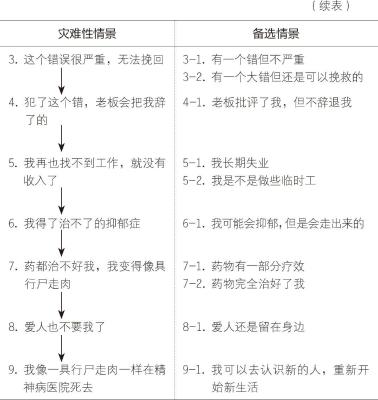 （续表）
灾难性情景 备选情景
3. 这个错误很严重，无法挽回 3-1. 有一个错但不严重
3-2. 有一个大错但还是可以挽救的
4. 犯了这个错，老板会把我辞 4-1. 老板批评了我，但不辞退我
了的
5. 我再也找不到工作，就没有 5-1. 我长期失业
收入了 5-2. 我是不是做些临时工
6. 我得了治不了的抑郁症 6-1. 我可能会抑郁，但是会走出来的
7. 药都治不好我，我变得像具 7-1. 药物有一部分疗效
行尸走肉 7-2. 药物完全治好了我
8. 爱人也不要我了 8-1. 爱人还是留在身边
9. 我像一具行尸走肉一样在精 9-1. 我可以去认识新的人，重新开
神病医院死去 始新生活